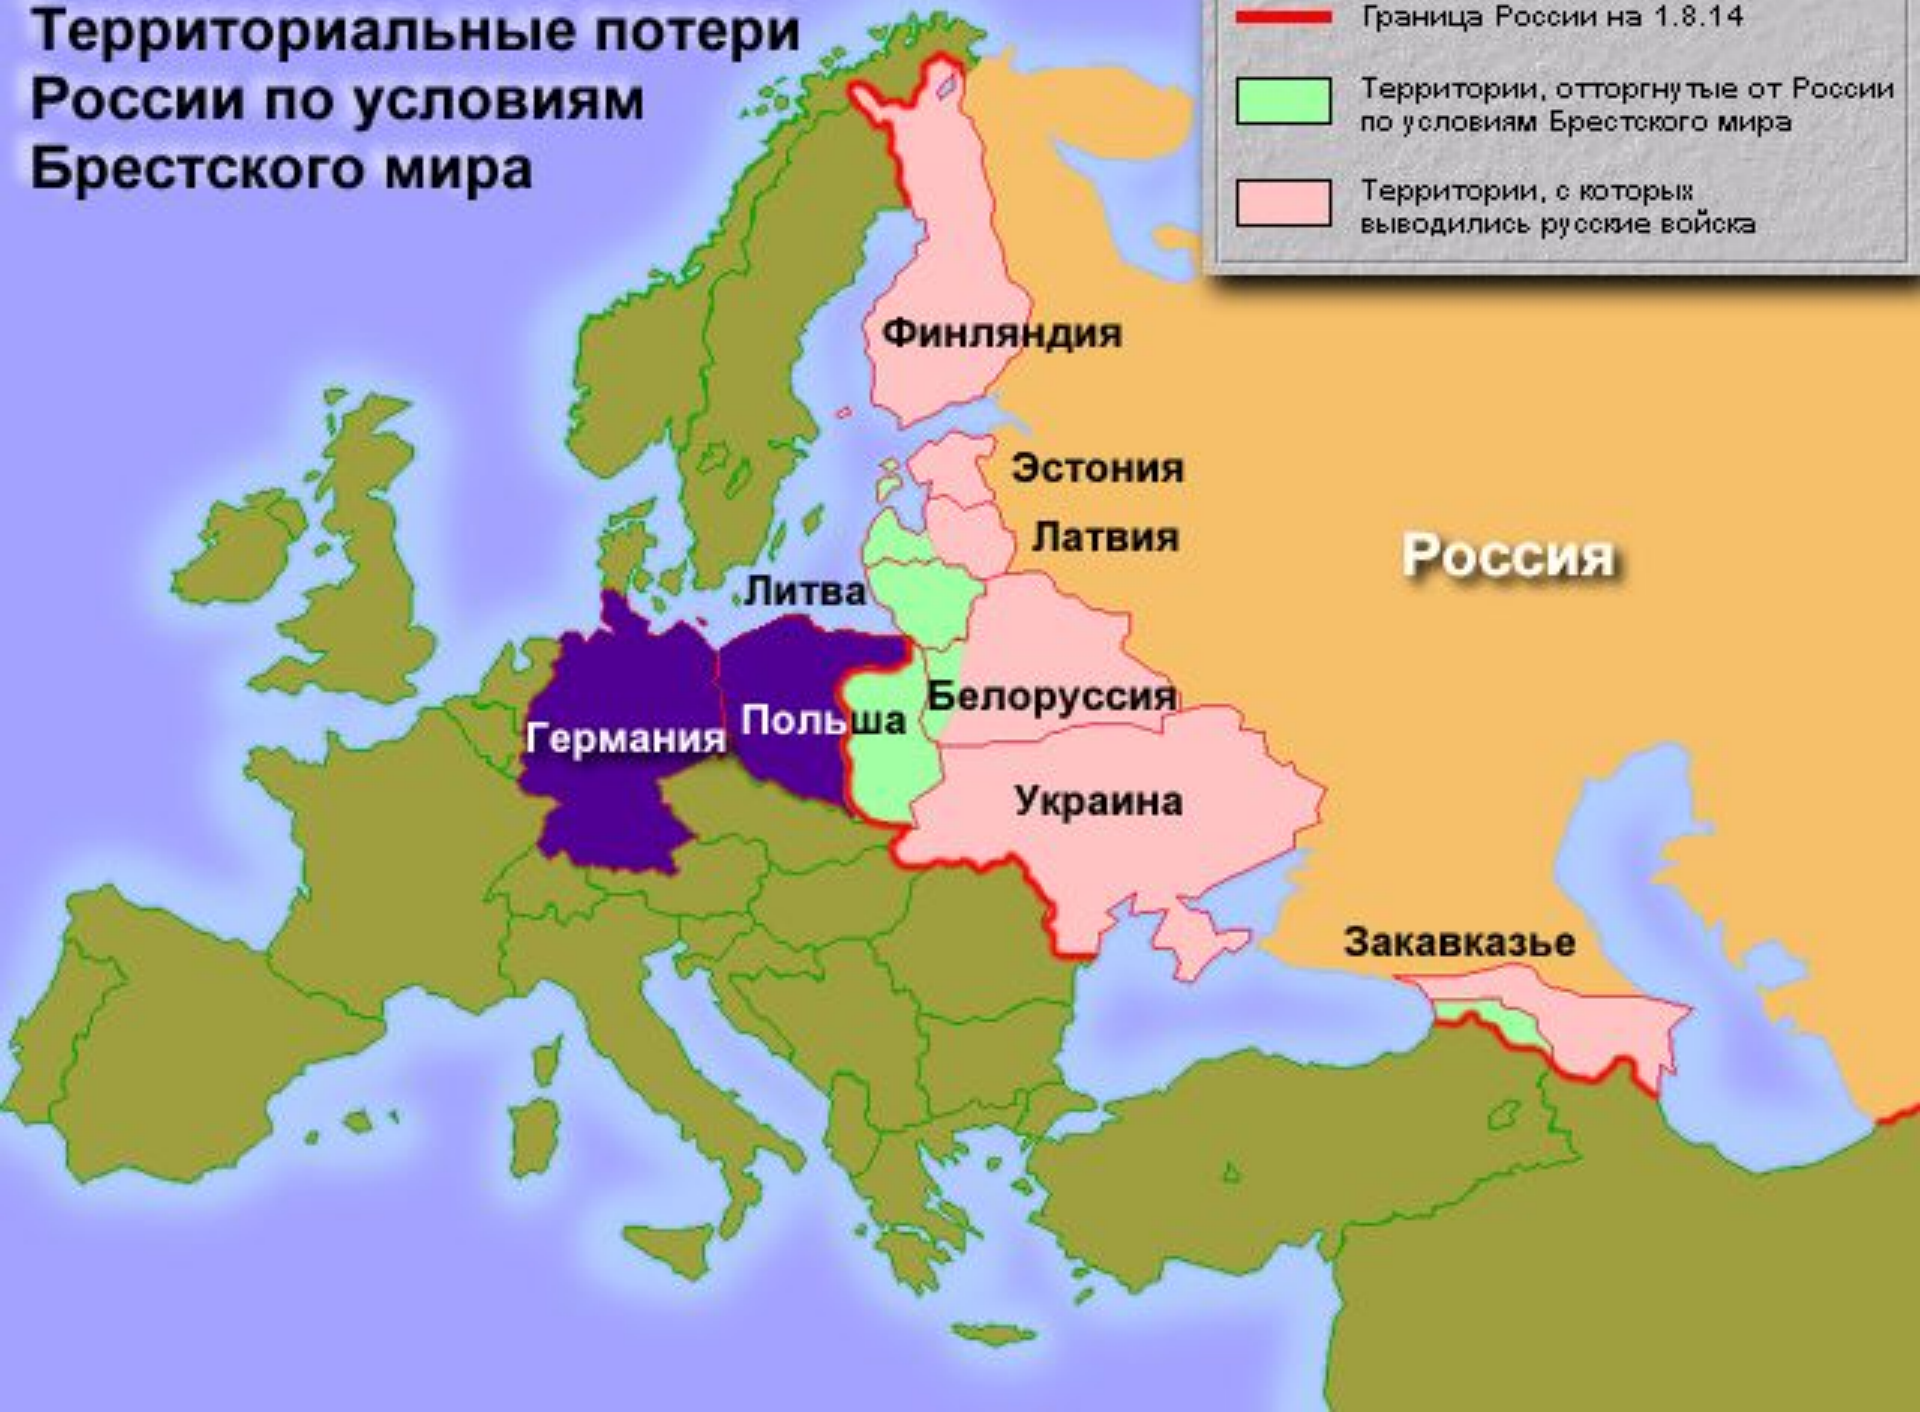 Территориальные потери
России по условиям
Брестского мира
Граница России на 1.8.14
Территории, отторгнутые от России
по условиям Брестского мира
Территории, с которых
выводились русские войска
Финляндия
Эстония
Латвия
Россия
Литва
Белоруссия
Германия
Польша
Украина
Закавказье